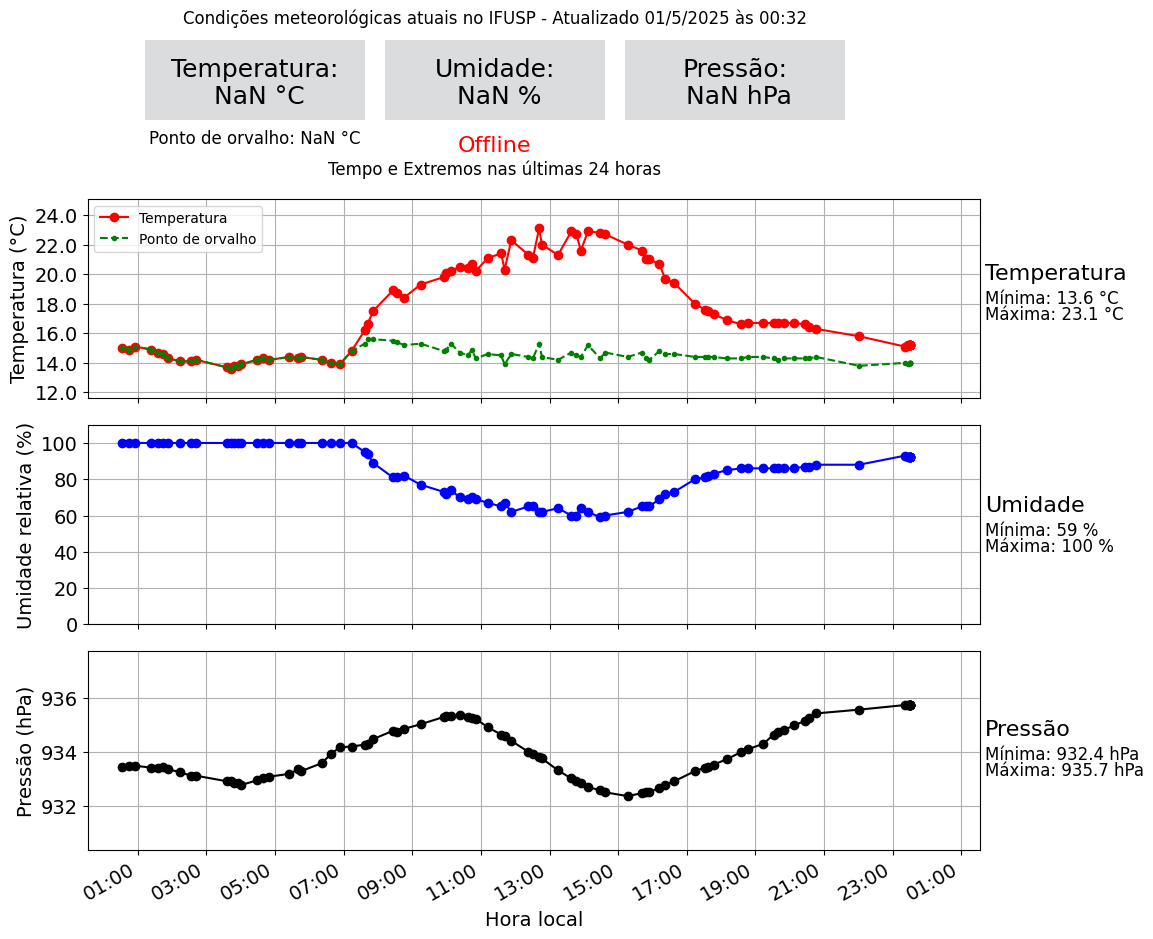 Condições meteorológicas atuais no IFUSP - Atualizado 01/5/2025 às 00:32
Temperatura:
NaN °C
Umidade:
NaN %
Pressão:
NaN hPa
Ponto de orvalho: NaN °C
Offline
Tempo e Extremos nas últimas 24 horas
Temperatura (°C)
24.0
22.0
20.0
18.0
16.0
14.0
12.0
Temperatura
Ponto de orvalho
Temperatura
Mínima: 13.6 °C
Máxima: 23.1 °C
Umidade relativa (%)
100
80
60
40
20
0
Umidade
Mínima: 59 %
Máxima: 100 %
Pressão (hPa)
936
934
932
Pressão
Mínima: 932.4 hPa
Máxima: 935.7 hPa
01:00
03:00
05:00
07:00
09:00
11:00
13:00
15:00
17:00
19:00
21:00
23:00
01:00
Hora local